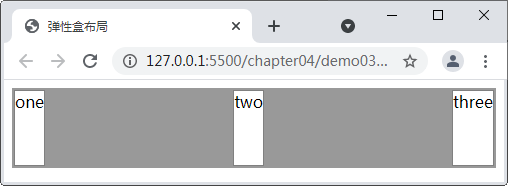 弹性盒布局
127.0.0.1:5500/chapter04/demo03...
one two three